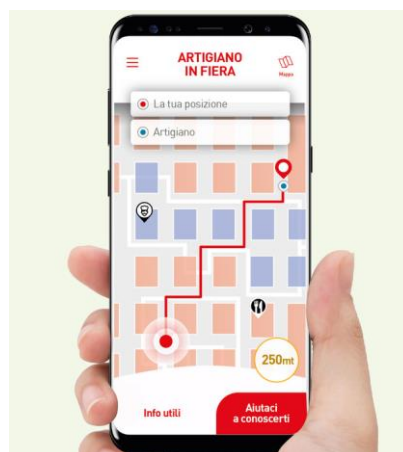 ARTIGIANO
IN FIERA
Mappa
La tua posizione
Artigiano
250mt
Info utili
Aiutaci
a conoscerti